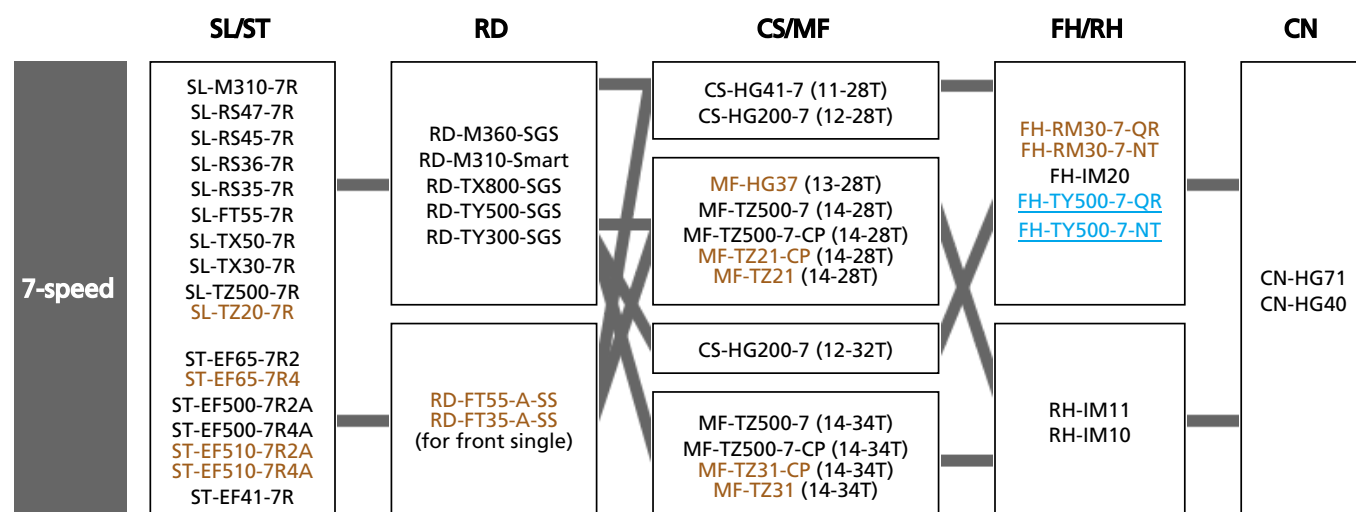 SL/ST
RD
CS/MF
FH/RH
CN
7-speed
SL-M310-7R
SL-RS47-7R
SL-RS45-7R
SL-RS36-7R
SL-RS35-7R
SL-FT55-7R
SL-TX50-7R
SL-TX30-7R
SL-TZ500-7R
SL-TZ20-7R
ST-EF65-7R2
ST-EF65-7R4
ST-EF500-7R2A
ST-EF500-7R4A
ST-EF510-7R2A
ST-EF510-7R4A
ST-EF41-7R
RD-M360-SGS
RD-M310-Smart
RD-TX800-SGS
RD-TY500-SGS
RD-TY300-SGS
RD-FT55-A-SS
RD-FT35-A-SS
(for front single)
CS-HG41-7 (11-28T)
CS-HG200-7 (12-28T)
MF-HG37 (13-28T)
MF-TZ500-7 (14-28T)
MF-TZ500-7-CP (14-28T)
MF-TZ21-CP (14-28T)
MF-TZ21 (14-28T)
CS-HG200-7 (12-32T)
MF-TZ500-7 (14-34T)
MF-TZ500-7-CP (14-34T)
MF-TZ31-CP (14-34T)
MF-TZ31 (14-34T)
FH-RM30-7-QR
FH-RM30-7-NT
FH-IM20
FH-TY500-7-QR
FH-TY500-7-NT
RH-IM11
RH-IM10
CN-HG71
CN-HG40